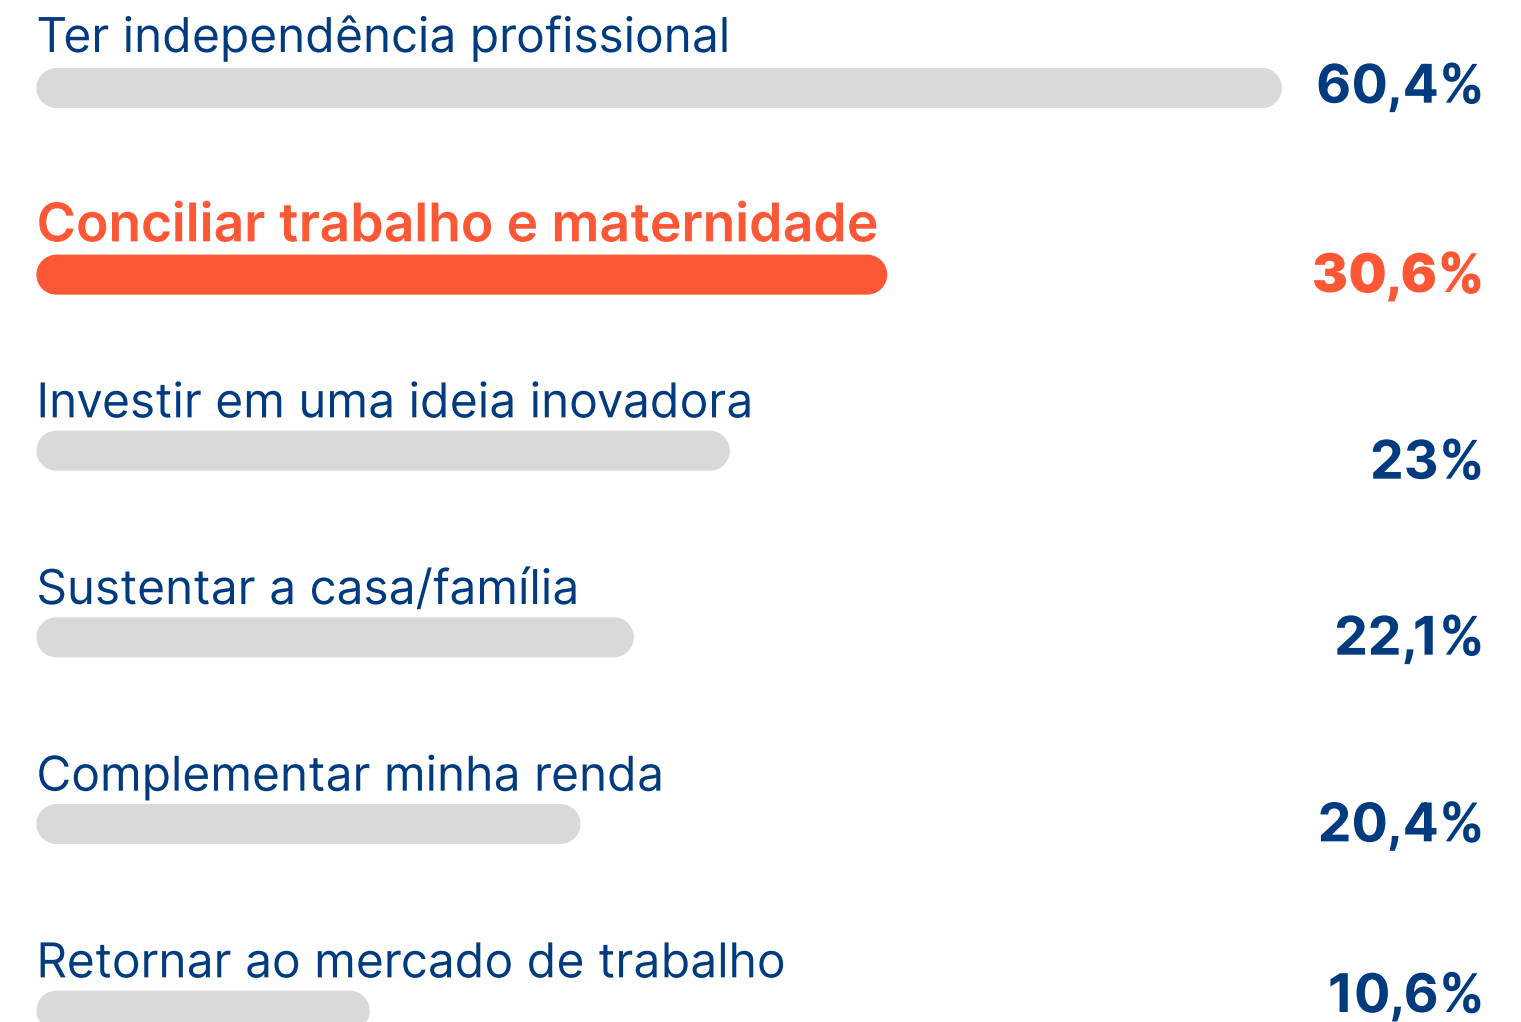 Ter independência profissional
60,4%
Conciliar trabalho e maternidade
30,6%
Investir em uma ideia inovadora
23%
Sustentar a casa/família
22,1%
Complementar minha renda
20,4%
Retornar ao mercado de trabalho
10,6%